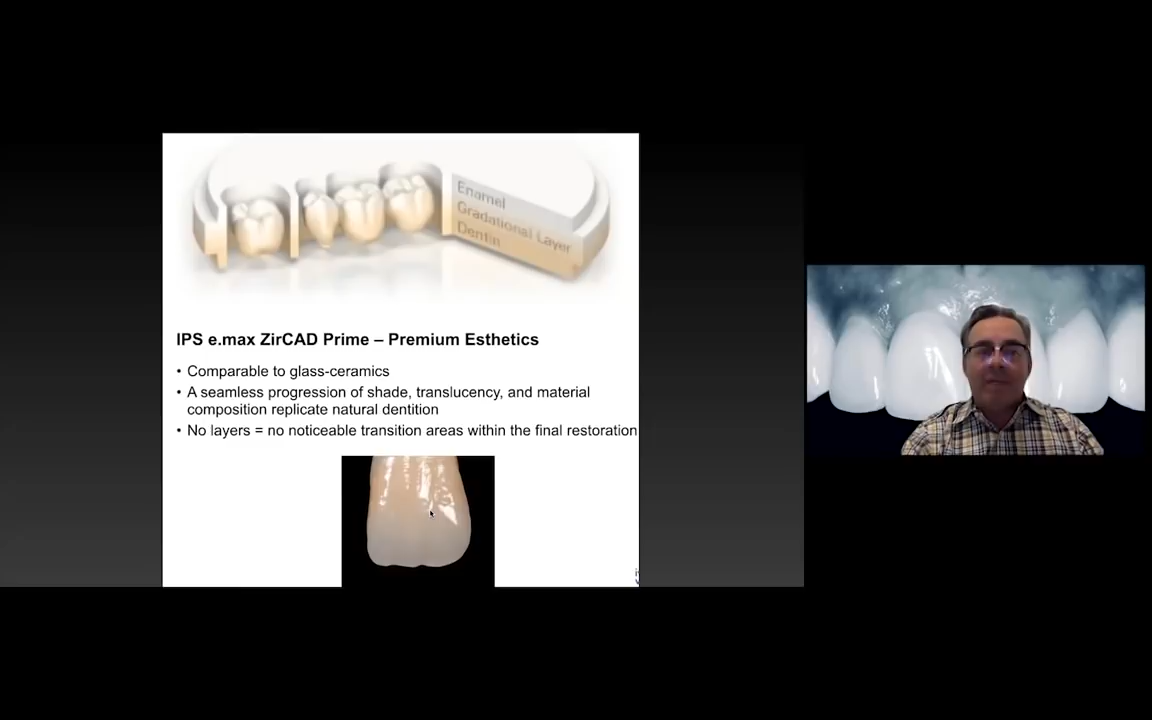 Enamel
Gradational Layer
Dentin
IPS e.max ZirCAD Prime – Premium Esthetics
• Comparable to glass-ceramics
• A seamless progression of shade, translucency, and material
composition replicate natural dentition
• No layers = no noticeable transition areas within the final restoration